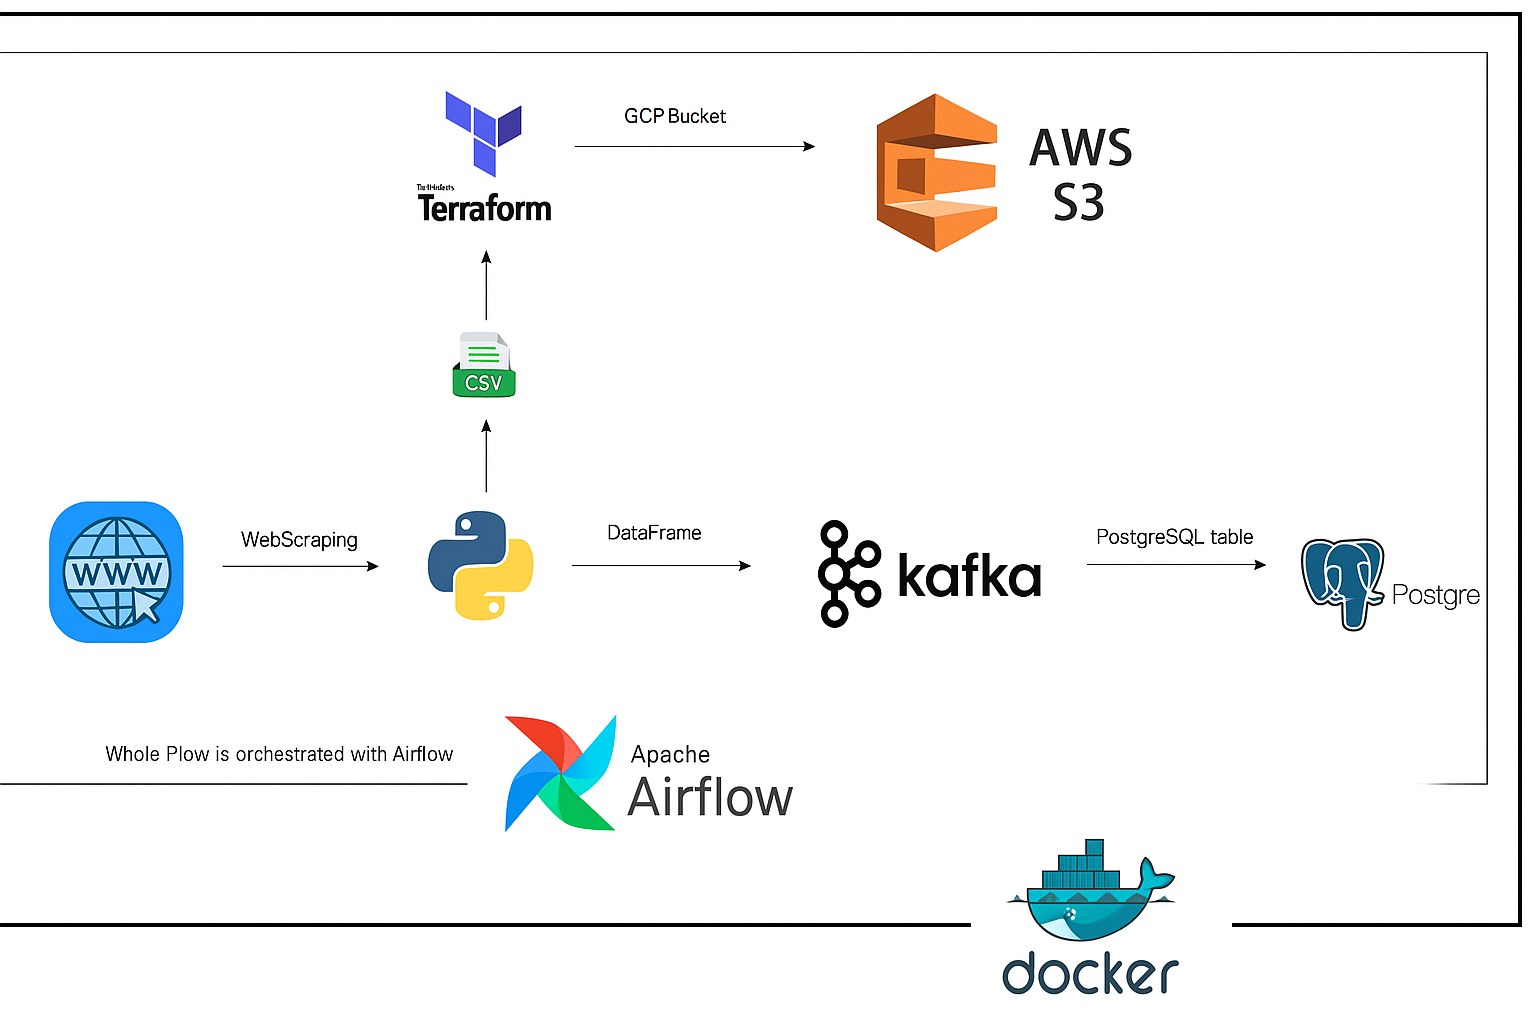 GCP Bucket
AWS
S3
Terraform
CSV
WWW
WebScraping
DataFrame
kafka
PostgreSQL table
Postgre
Whole Plow is orchestrated with Airflow
Apache
Airflow
docker